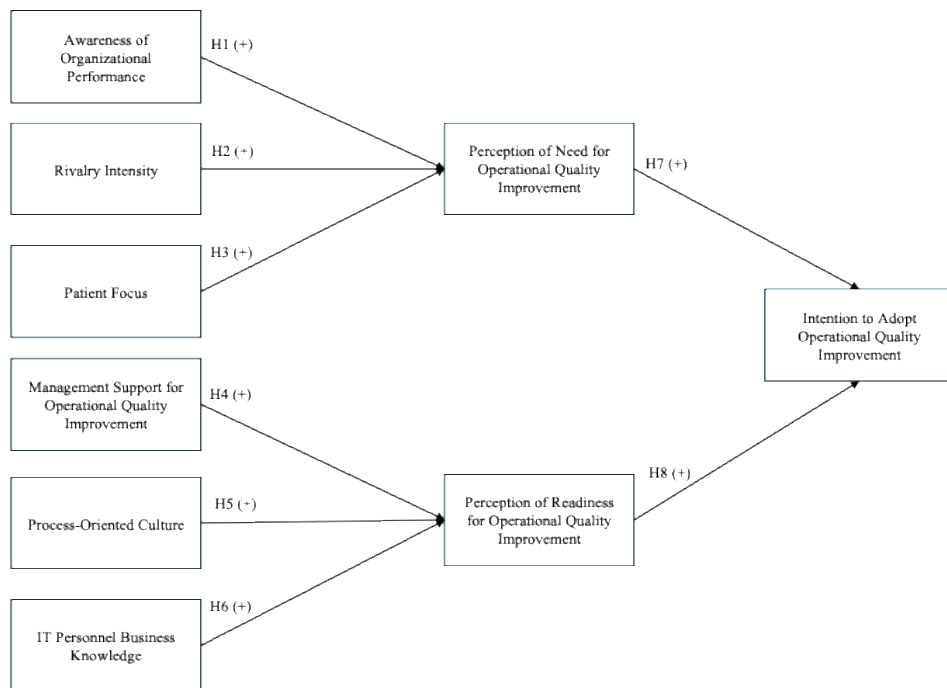 Awareness of
Organizational
Performance
H1 (+)
Rivalry Intensity
H2 (+)
Patient Focus
H3 (+)
Perception of Need for
Operational Quality
Improvement
H7 (+)
Management Support for
Operational Quality
Improvement
H4 (+)
Process-Oriented Culture
H5 (+)
IT Personnel Business
Knowledge
H6 (+)
Perception of Readiness
for Operational Quality
Improvement
H8 (+)
Intention to Adopt
Operational Quality
Improvement